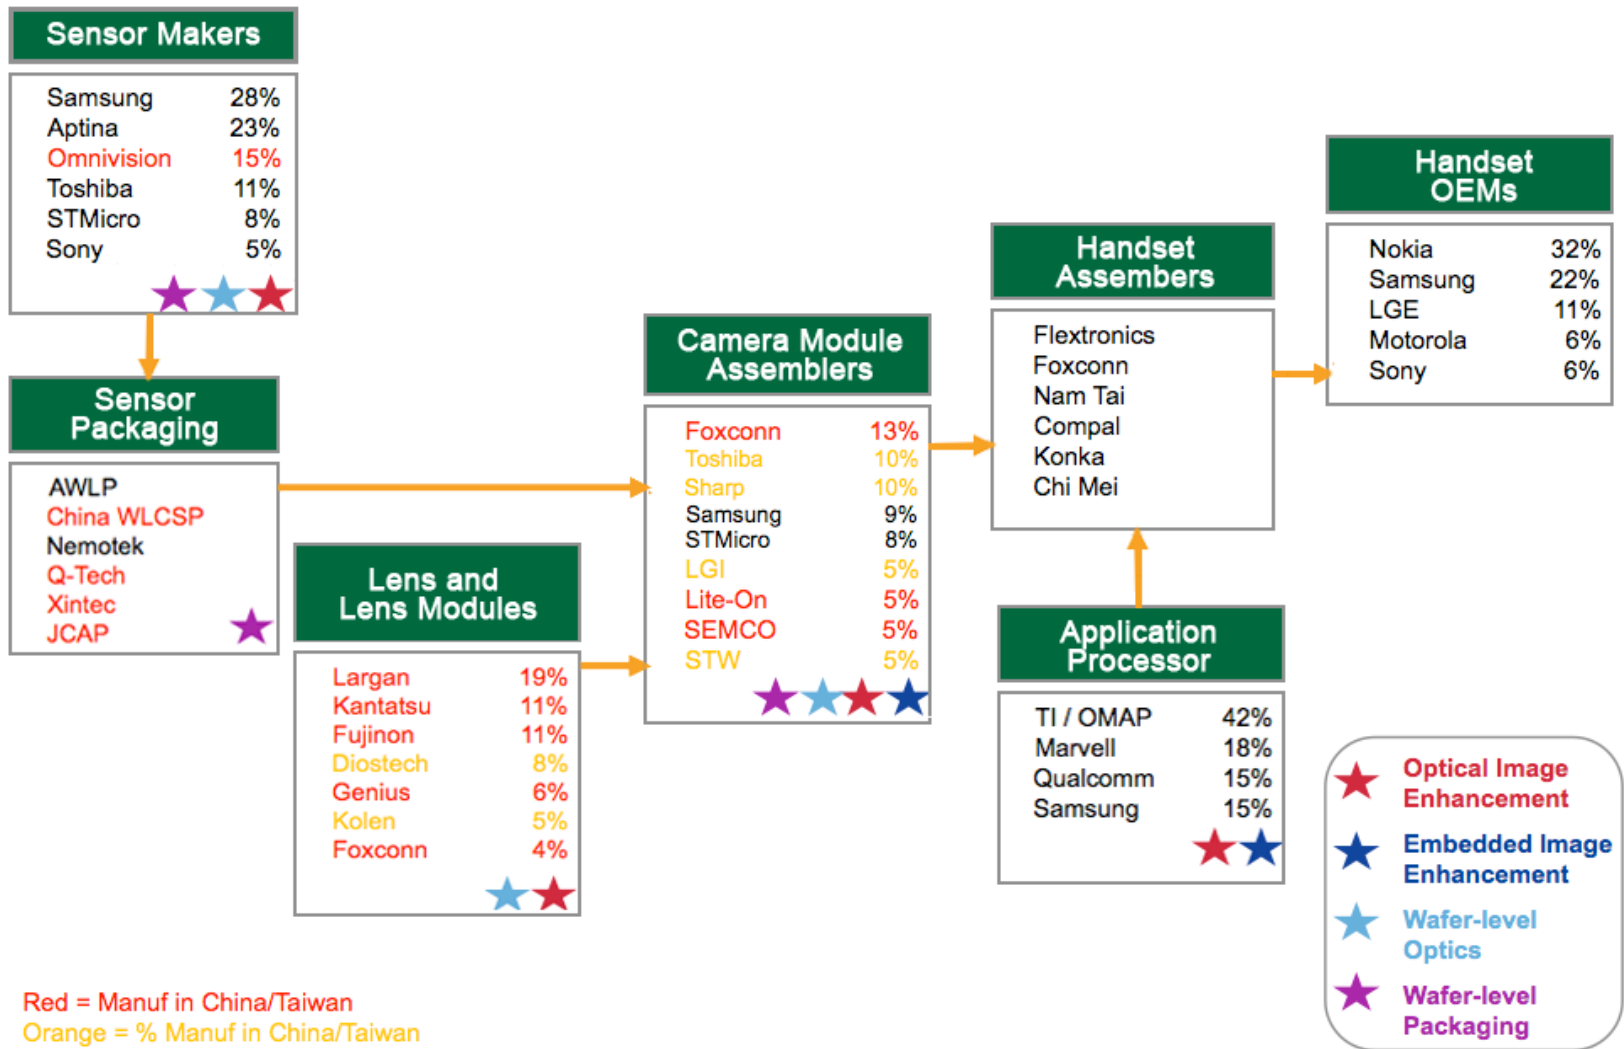 Sensor Makers
Samsung 28%
Aptina 23%
Omnivision 15%
Toshiba 11%
STMicro 8%
Sony 5%
Sensor
Packaging
AWLP
China WLCSP
Nemotek
Q-Tech
Xintec
JCAP
Lens and
Lens Modules
Largan 19%
Kantatsu 11%
Fujinon 11%
Diostech 8%
Genius 6%
Kolen 5%
Foxconn 4%
Camera Module
Assemblers
Foxconn 13%
Toshiba 10%
Sharp 10%
Samsung 9%
STMicro 8%
LGI 5%
Lite-On 5%
SEMCO 5%
STW 5%
Handset
Assembers
Flextronics
Foxconn
Nam Tai
Compal
Konka
Chi Mei
Application
Processor
TI / OMAP 42%
Marvell 18%
Qualcomm 15%
Samsung 15%
Handset
OEMs
Nokia 32%
Samsung 22%
LGE 11%
Motorola 6%
Sony 6%
Optical Image
Enhancement
Embedded Image
Enhancement
Wafer-level
Optics
Wafer-level
Packaging
Red = Manuf in China/Taiwan
Orange = % Manuf in China/Taiwan